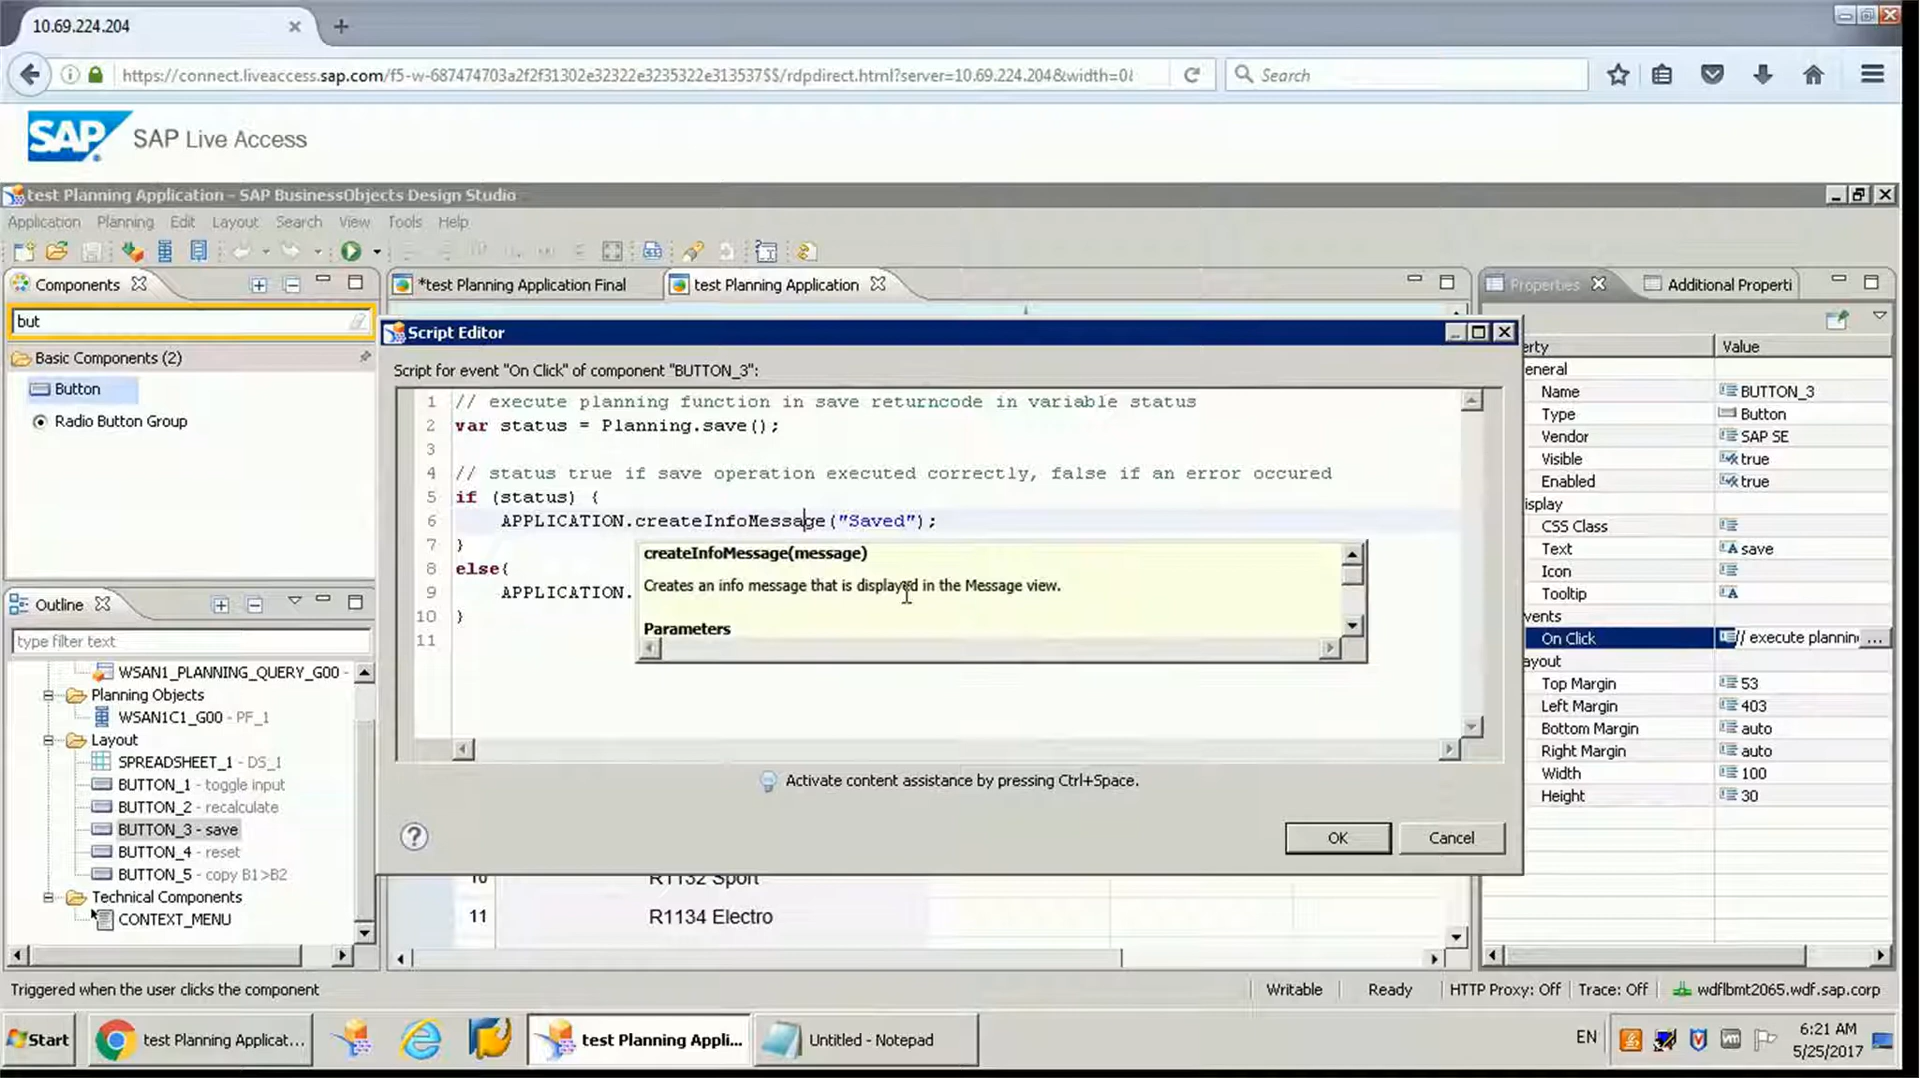 10.69.224.204
https://connect.liveaccess.sap.com/f5-w-687474703a2f2f31302e32322e3235322e313537$$/rdpdirect.html?server=10.69.224.204&width=0&
Search
SAP SAP Live Access
test Planning Application - SAP BusinessObjects Design Studio
Application Planning Edit Layout Search View Tools Help
Components
but
Basic Components (2)
Button
Radio Button Group
*test Planning Application Final
test Planning Application
Script Editor
Script for event "On Click" of component "BUTTON_3":
1 // execute planning function in save returncode in variable status
2 var status = Planning.save();
3
4 // status true if save operation executed correctly, false if an error occured
5 if (status) {
6 APPLICATION.createInfoMessage("Saved");
7 }
8 else{
9 APPLICATION.
10 }
11
createInfoMessage(message)
Creates an info message that is displayed in the Message view.
Parameters
Activate content assistance by pressing Ctrl+Space.
OK
Cancel
10 R1132 Sport
11 R1134 Electro
Outline
type filter text
WSAN1_PLANNING_QUERY_G00 -
Planning Objects
WSAN1C1_G00 - PF_1
Layout
SPREADSHEET_1 - DS_1
BUTTON_1 - toggle input
BUTTON_2 - recalculate
BUTTON_3 - save
BUTTON_4 - reset
BUTTON_5 - copy B1>B2
Technical Components
CONTEXT_MENU
Properties
Additional Properti
erty Value
eneral
Name BUTTON_3
Type Button
Vendor SAP SE
Visible true
Enabled true
isplay
CSS Class
Text save
Icon
Tooltip
vents
On Click // execute plannin ...
ayout
Top Margin 53
Left Margin 403
Bottom Margin auto
Right Margin auto
Width 100
Height 30
Triggered when the user clicks the component
Writable
Ready
HTTP Proxy: Off
Trace: Off
wdflbmt2065.wdf.sap.corp
Start
test Planning Applicat...
test Planning Appli...
Untitled - Notepad
EN
6:21 AM
5/25/2017